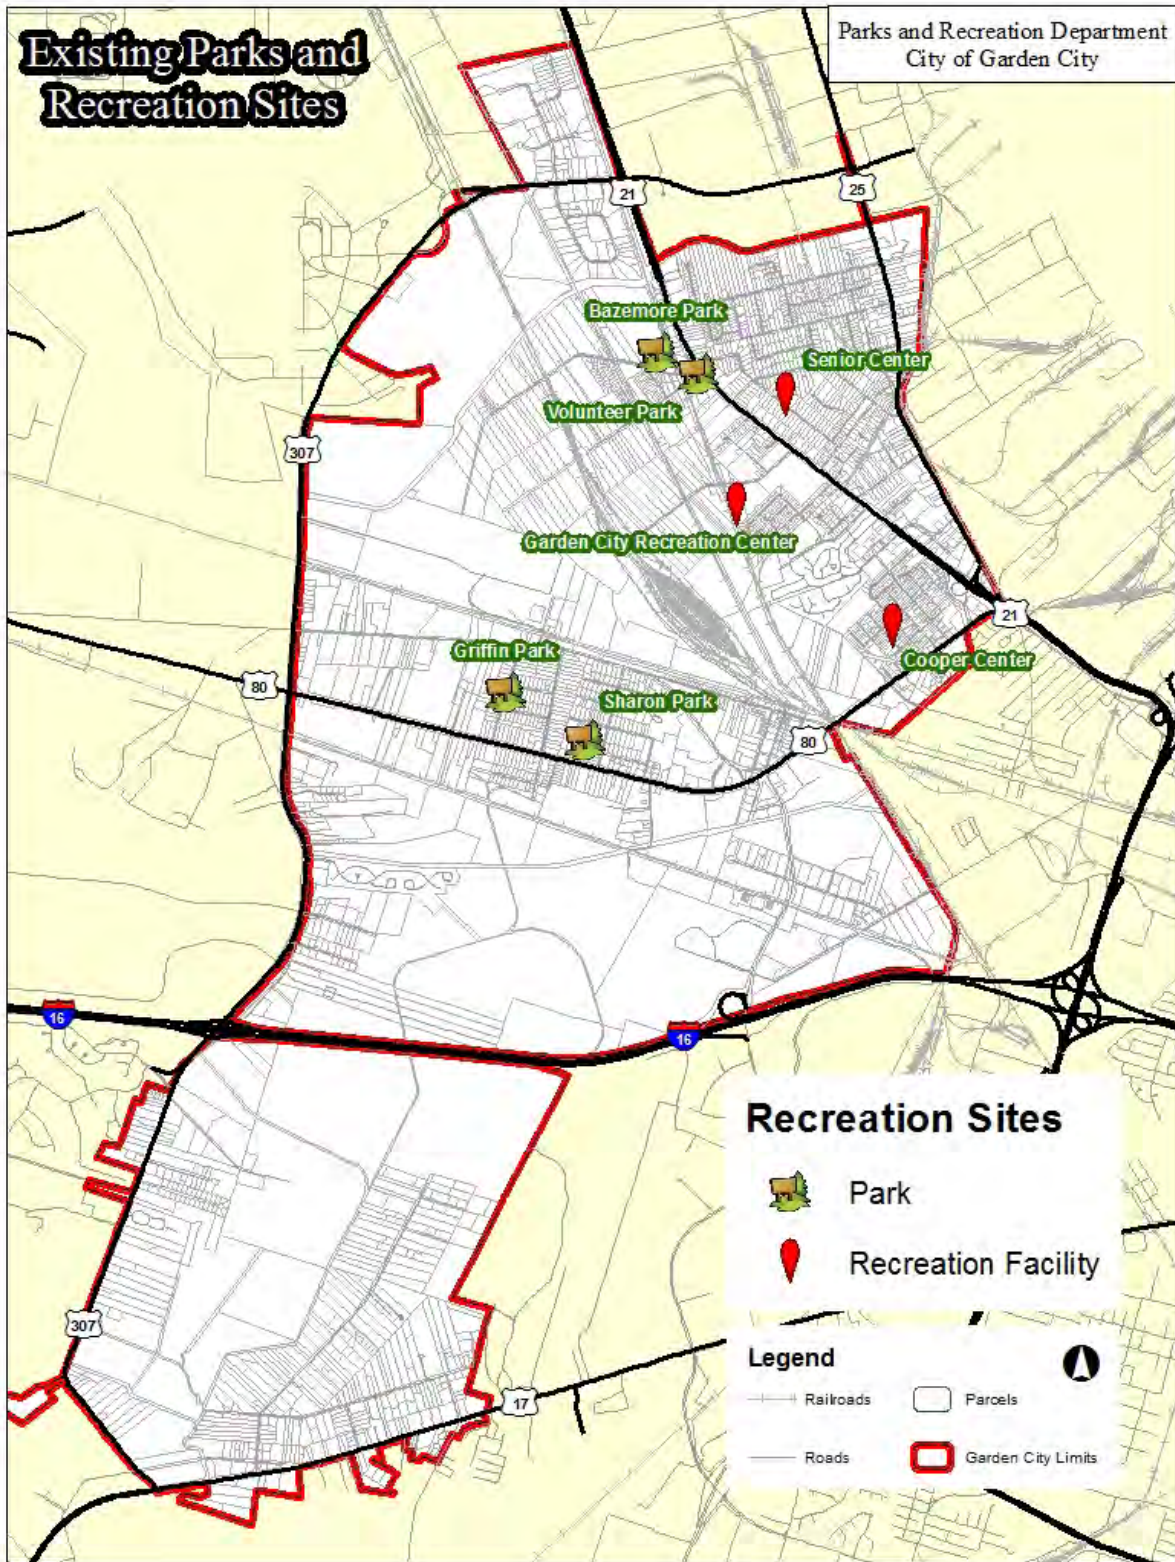 Existing Parks and
Recreation Sites
Parks and Recreation Department
City of Garden City
21
25
Bazemore Park
Senior Center
Volunteer Park
307
Garden City Recreation Center
21
Griffin Park
Cooper Center
80
Sharon Park
80
16
16
Recreation Sites
Park
Recreation Facility
307
Legend
Railroads
Parcels
17
Roads
Garden City Limits